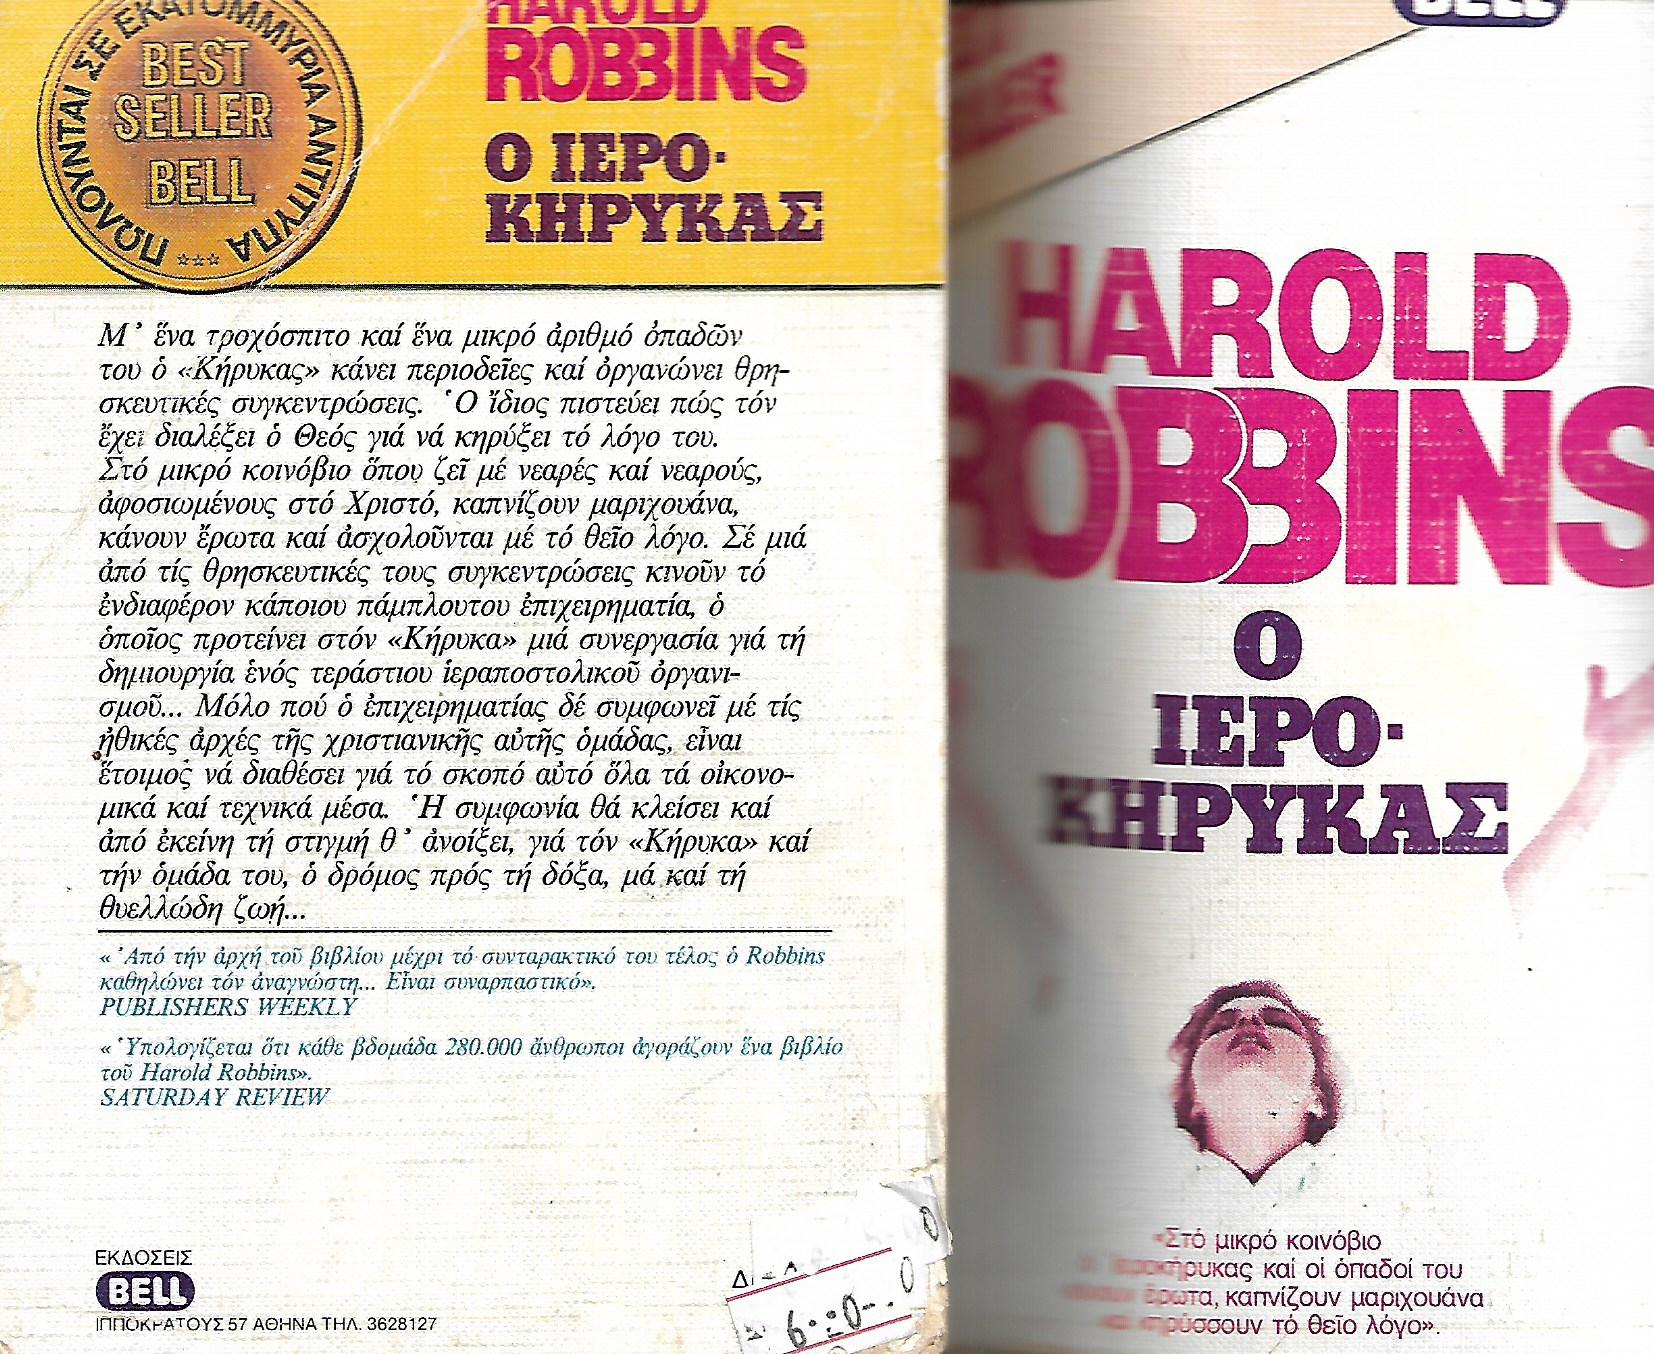 ΠΩΛΟΥΝΤΑΙ ΣΕ ΕΚΑΤΟΜΜΥΡΙΑ ΑΝΤΙΤΥΠΑ
BEST
SELLER
BELL
HAROLD
ROBBINS
Ο ΙΕΡΟ·
ΚΗΡΥΚΑΣ
Μ’ ἕνα τροχόσπιτο καί ἕνα μικρό ἀριθμό ὀπαδῶν
του ὁ «Κήρυκας» κάνει περιοδεῖες καί ὀργανώνει θρη-
σκευτικές συγκεντρώσεις. Ὁ ἴδιος πιστεύει πώς τόν
ἔχει διαλέξει ὁ Θεός γιά νά κηρύξει τό λόγο του.
Στό μικρό κοινόβιο ὅπου ζεῖ μέ νεαρές καί νεαρούς,
ἀφοσιωμένους στό Χριστό, καπνίζουν μαριχουάνα,
κάνουν ἔρωτα καί ἀσχολοῦνται μέ τό θεῖο λόγο. Σέ μιά
ἀπό τίς θρησκευτικές τους συγκεντρώσεις κινοῦν τό
ἐνδιαφέρον κάποιου πάμπλουτου ἐπιχειρηματία, ὁ
ὁποῖος προτείνει στόν «Κήρυκα» μιά συνεργασία γιά τή
δημιουργία ἑνός τεράστιου ἱεραποστολικοῦ ὀργανι-
σμοῦ... Μόλο πού ὁ ἐπιχειρηματίας δέ συμφωνεῖ μέ τίς
ἠθικές ἀρχές τῆς χριστιανικῆς αὐτῆς ὁμάδας, εἶναι
ἕτοιμος νά διαθέσει γιά τό σκοπό αὐτό ὅλα τά οἰκονο-
μικά καί τεχνικά μέσα. Ἡ συμφωνία θά κλείσει καί
ἀπό ἐκείνη τή στιγμή θ’ ἀνοίξει, γιά τόν «Κήρυκα» καί
τήν ὁμάδα του, ὁ δρόμος πρός τή δόξα, μά καί τή
θυελλώδη ζωή...
«Ἀπό τήν ἀρχή τοῦ βιβλίου μέχρι τό συνταρακτικό του τέλος ὁ Robbins
καθηλώνει τόν ἀναγνώστη... Εἶναι συναρπαστικό».
PUBLISHERS WEEKLY
«Ὑπολογίζεται ὅτι κάθε βδομάδα 280.000 ἄνθρωποι ἀγοράζουν ἕνα βιβλίο
τοῦ Harold Robbins».
SATURDAY REVIEW
ΕΚΔΟΣΕΙΣ
BELL
ΙΠΠΟΚΡΑΤΟΥΣ 57 ΑΘΗΝΑ ΤΗΛ. 3628127
BELL
HAROLD
ROBBINS
Ο
ΙΕΡΟ·
ΚΗΡΥΚΑΣ
«Στό μικρό κοινόβιο
ἱεροκήρυκας καί οἱ ὀπαδοί του
ἔρωτα, καπνίζουν μαριχουάνα
κηρύσσουν τό θεῖο λόγο».